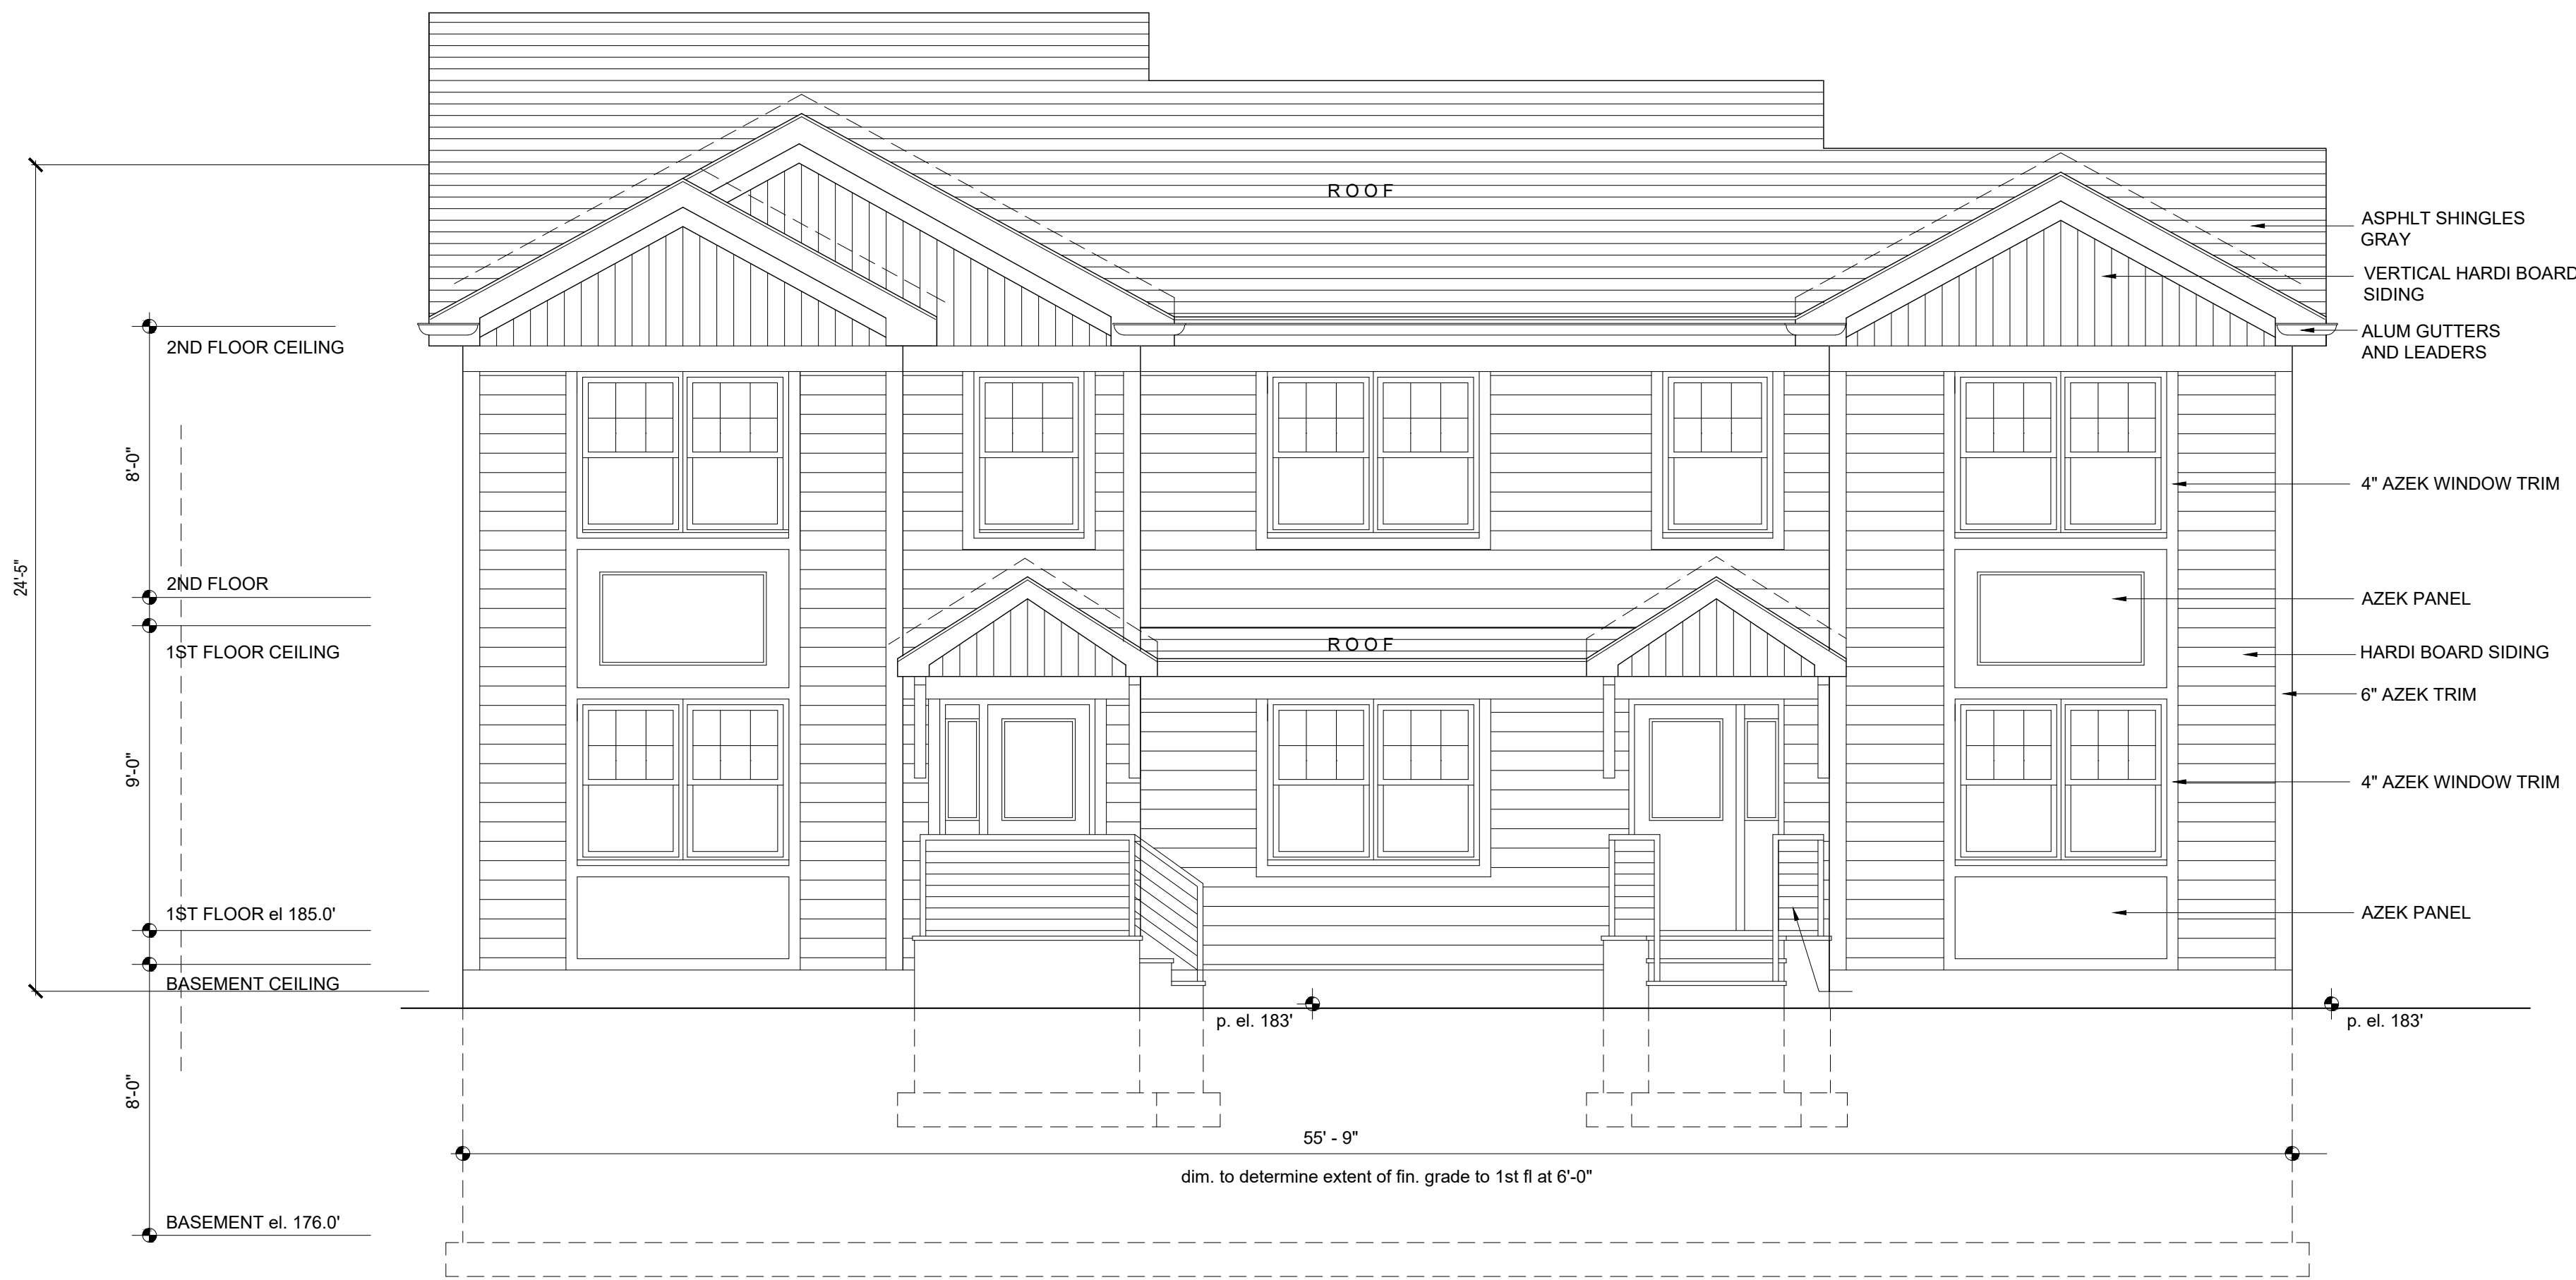 R O O F
ASPHLT SHINGLES
GRAY
VERTICAL HARDI BOARD
SIDING
ALUM GUTTERS
AND LEADERS
2ND FLOOR CEILING
8'-0"
4" AZEK WINDOW TRIM
24'-5"
2ND FLOOR
AZEK PANEL
1ST FLOOR CEILING
R O O F
HARDI BOARD SIDING
6" AZEK TRIM
9'-0"
4" AZEK WINDOW TRIM
1ST FLOOR el 185.0'
AZEK PANEL
BASEMENT CEILING
p. el. 183'
p. el. 183'
8'-0"
55' - 9"
dim. to determine extent of fin. grade to 1st fl at 6'-0"
BASEMENT el. 176.0'